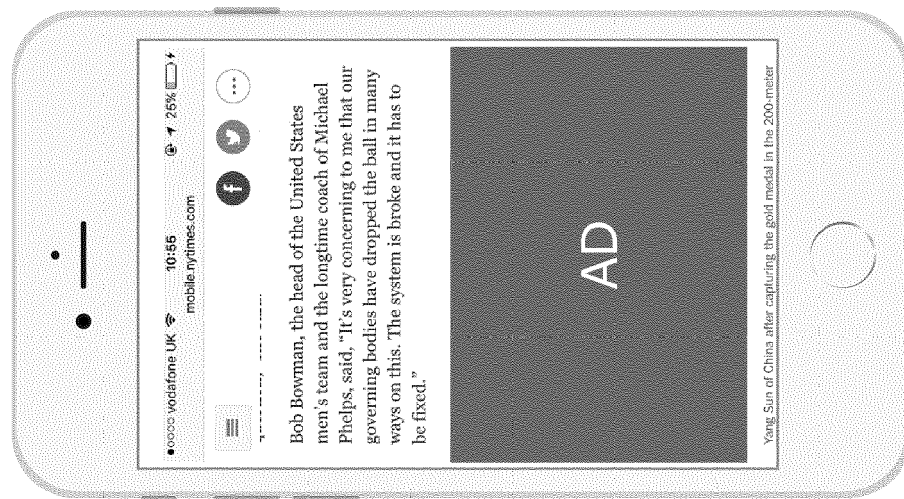 vodafone UK 10:55 25%
mobile.nytimes.com
f
Bob Bowman, the head of the United States
men's team and the longtime coach of Michael
Phelps, said, “It's very concerning to me that our
governing bodies have dropped the ball in many
ways on this. The system is broke and it has to
be fixed.”
AD
Yang Sun of China after capturing the gold medal in the 200-meter